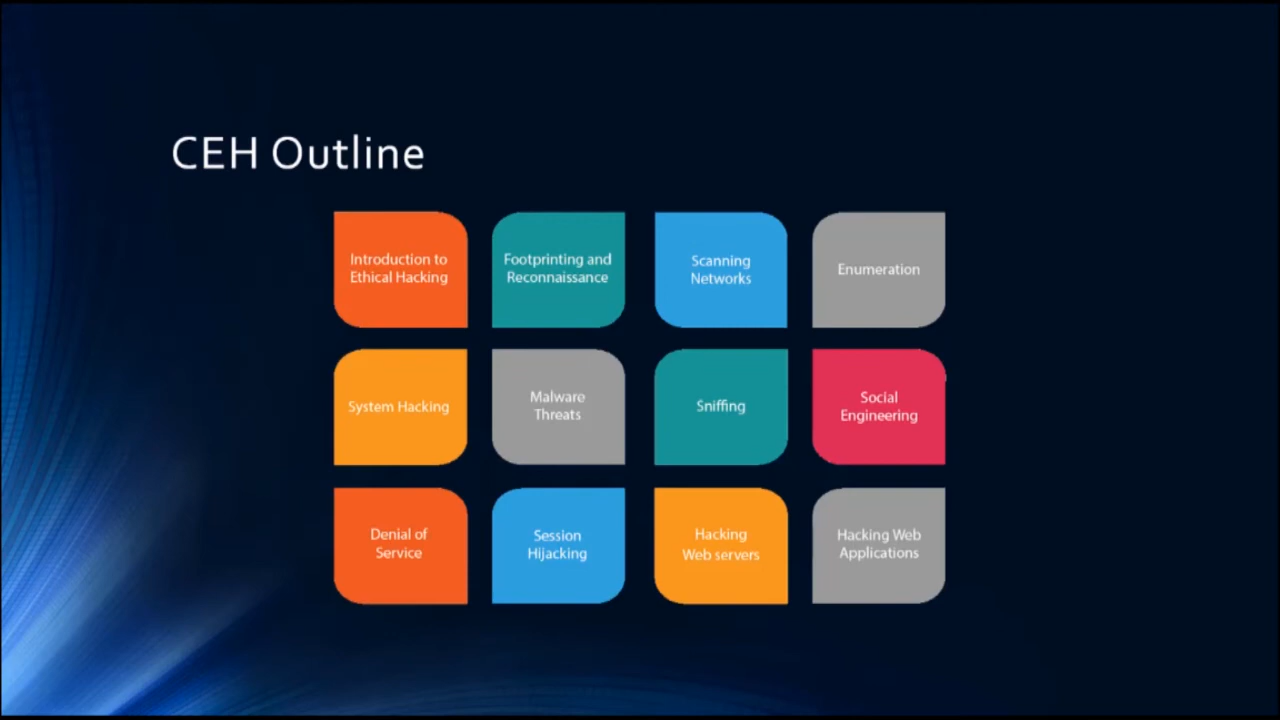 CEH Outline
Introduction to
Ethical Hacking
Footprinting and
Reconnaissance
Scanning
Networks
Enumeration
System Hacking
Malware
Threats
Sniffing
Social
Engineering
Denial of
Service
Session
Hijacking
Hacking
Web servers
Hacking Web
Applications